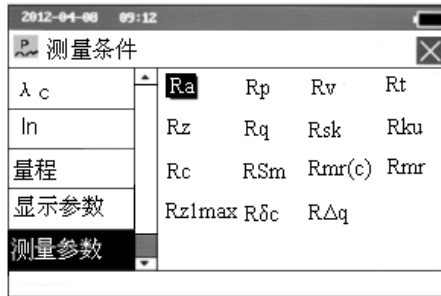 2012-04-08 09:12
P 测量条件
λc Ra Rp Rv Rt
ln Rz Rq Rsk Rku
量程 Rc RSm Rmr(c) Rmr
显示参数 Rz1max Rδc RΔq
测量参数